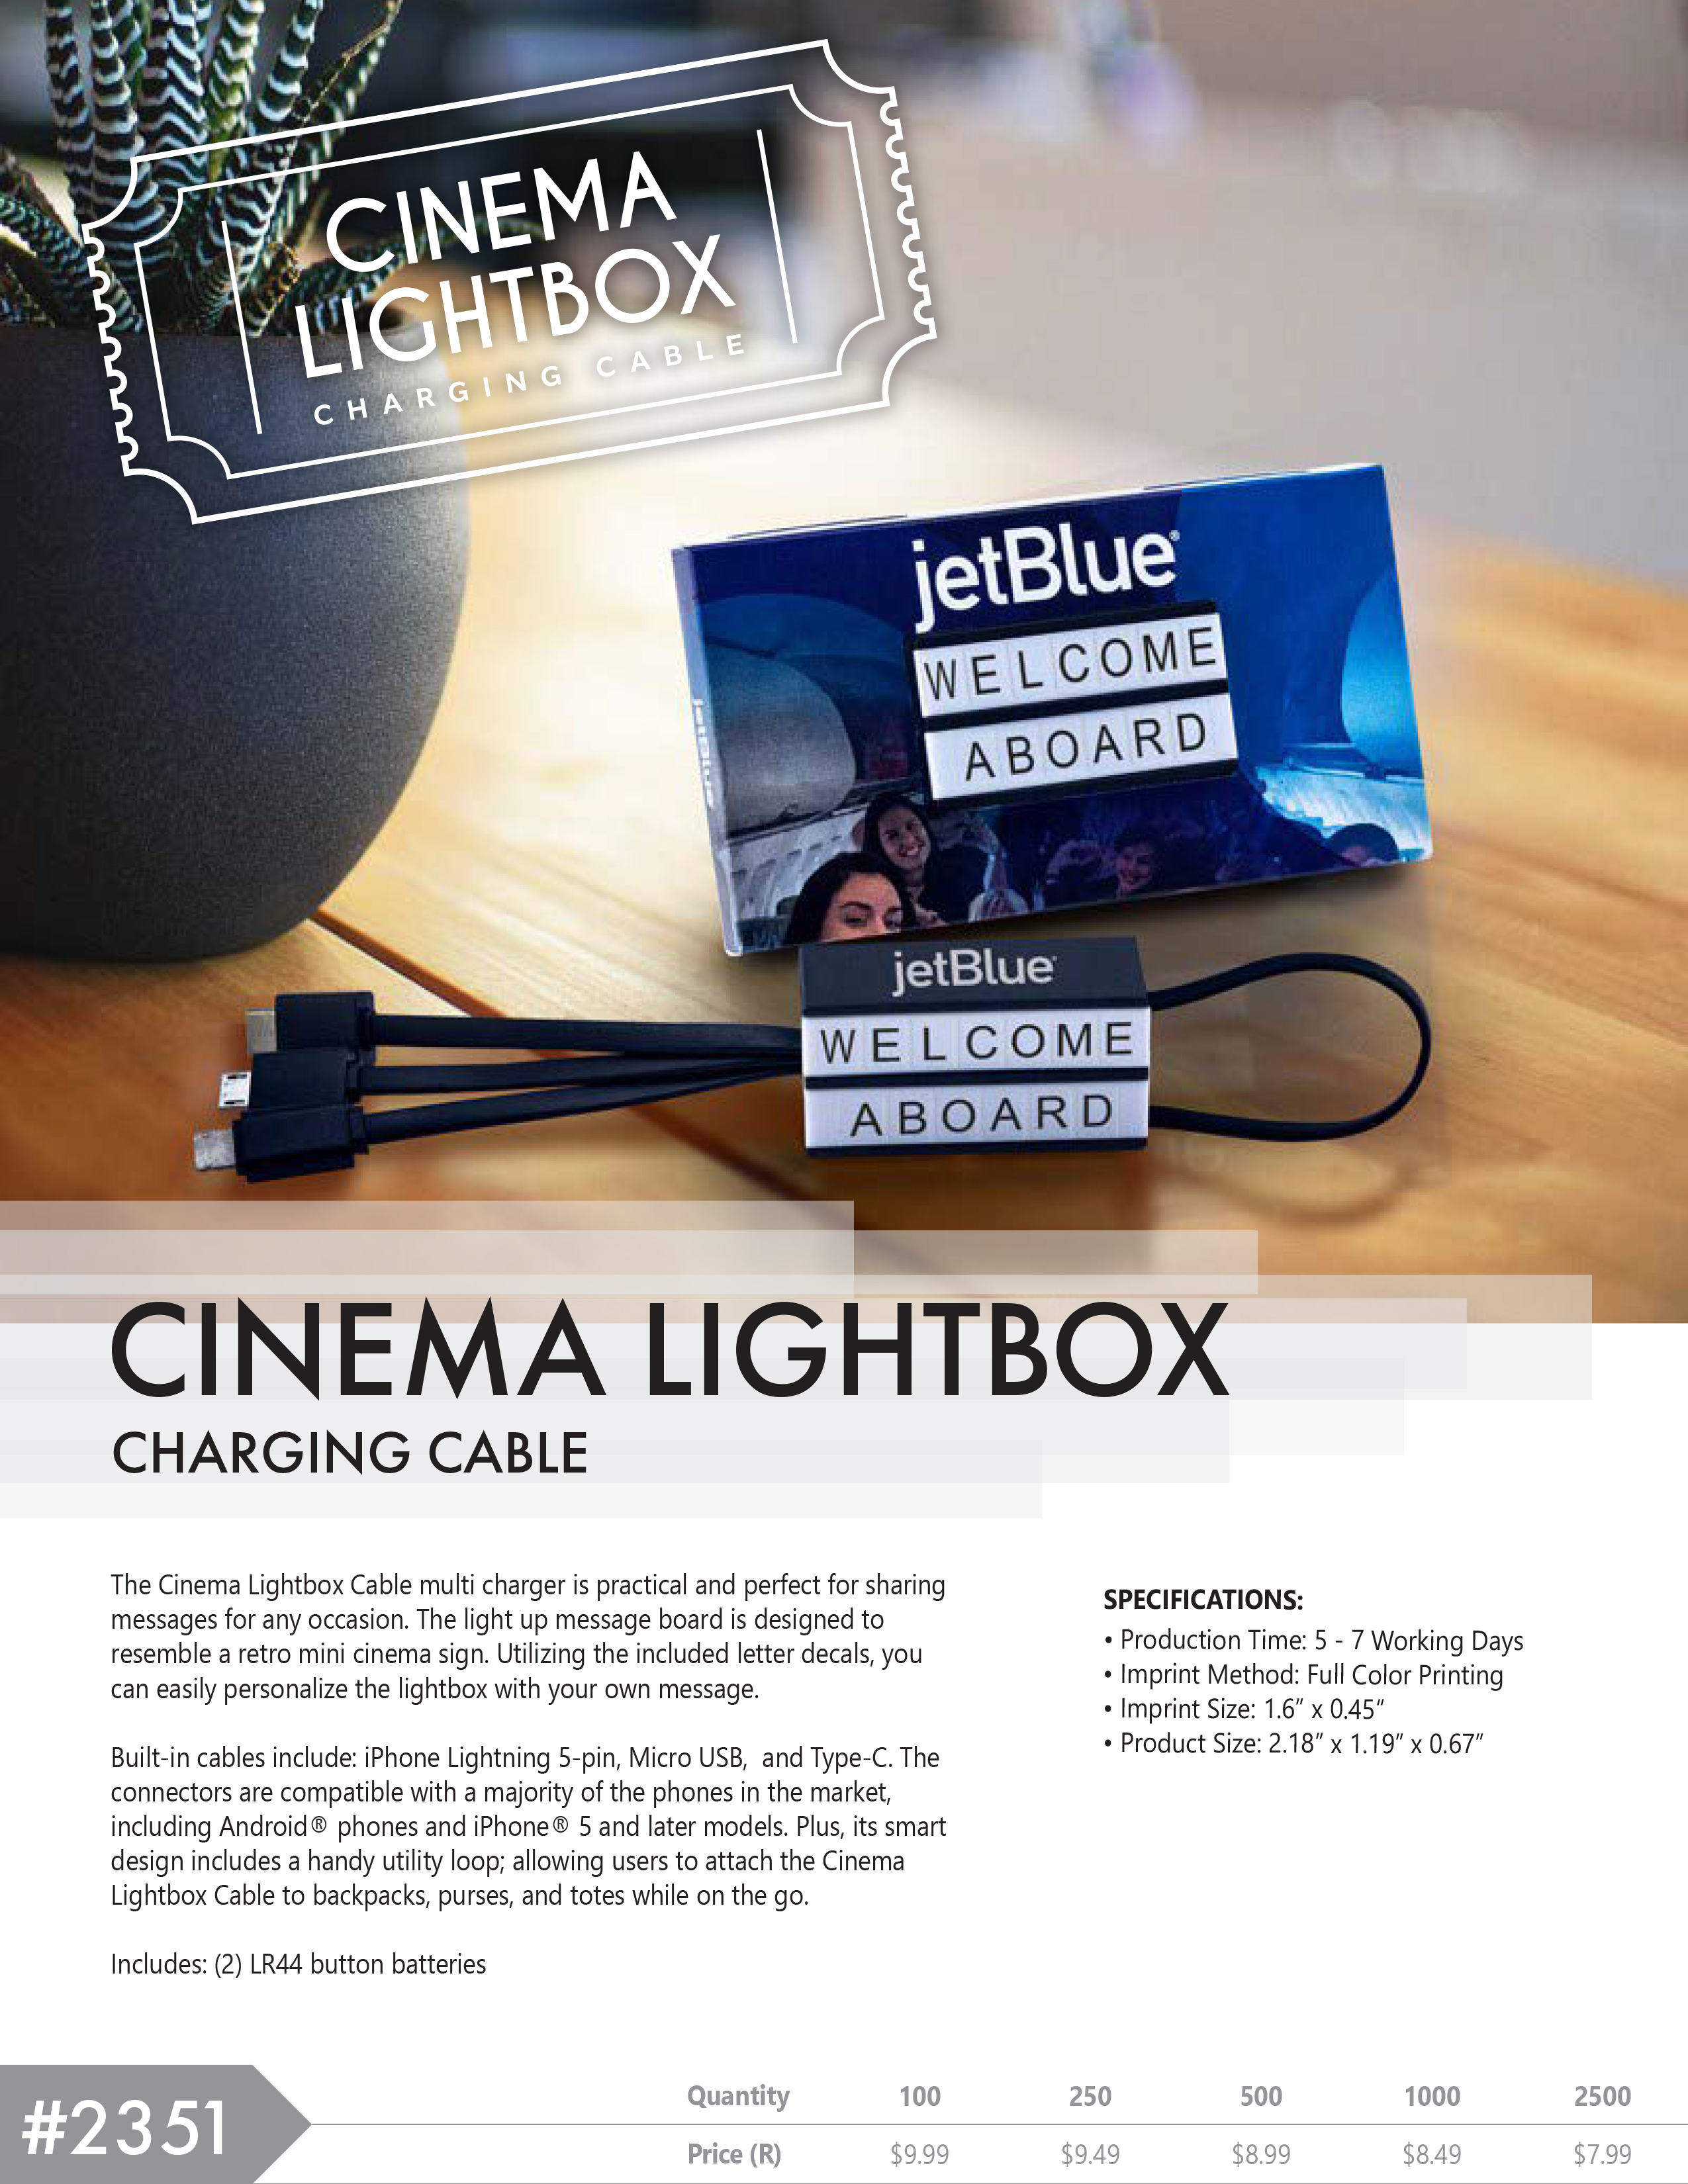 CINEMA
LIGHTBOX
CHARGING CABLE
jetBlue®
WELCOME
ABOARD
jetBlue
jetBlue
WELCOME
ABOARD
CINEMA LIGHTBOX
CHARGING CABLE
The Cinema Lightbox Cable multi charger is practical and perfect for sharing
messages for any occasion. The light up message board is designed to
resemble a retro mini cinema sign. Utilizing the included letter decals, you
can easily personalize the lightbox with your own message.
Built-in cables include: iPhone Lightning 5-pin, Micro USB,  and Type-C. The
connectors are compatible with a majority of the phones in the market,
including Android® phones and iPhone® 5 and later models. Plus, its smart
design includes a handy utility loop; allowing users to attach the Cinema
Lightbox Cable to backpacks, purses, and totes while on the go.
Includes: (2) LR44 button batteries
SPECIFICATIONS:
• Production Time: 5 - 7 Working Days
• Imprint Method: Full Color Printing
• Imprint Size: 1.6” x 0.45“
• Product Size: 2.18” x 1.19” x 0.67”
#2351
Quantity 100 250 500 1000 2500
Price (R) $9.99 $9.49 $8.99 $8.49 $7.99